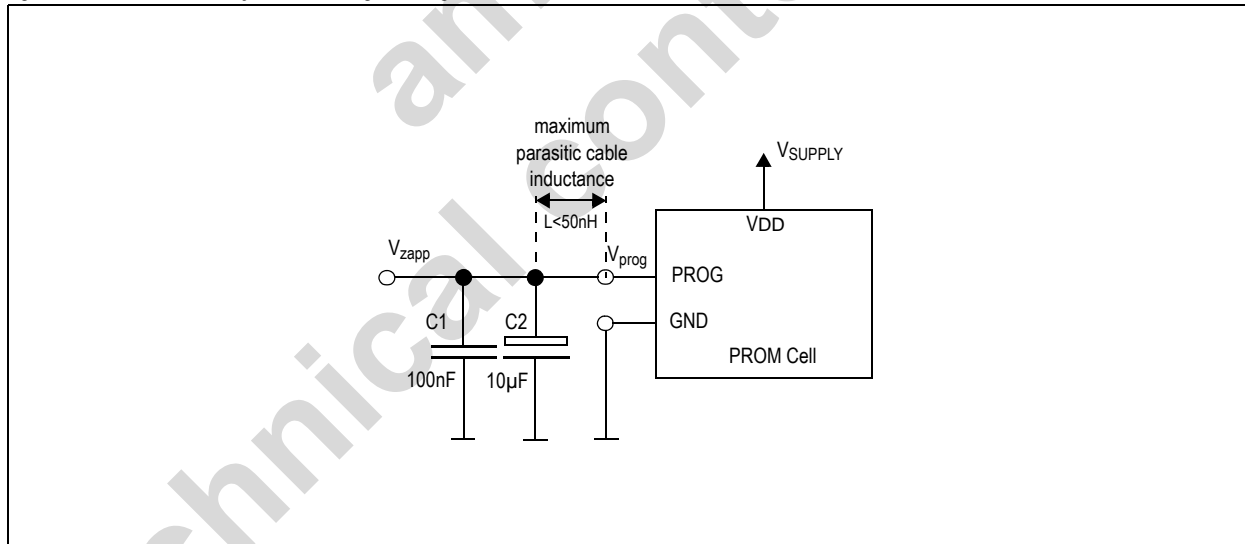 maximum
parasitic cable
inductance
L<50nH
VSUPPLY
VDD
Vzapp
Vprog
PROG
C1
C2
GND
PROM Cell
100nF
10µF